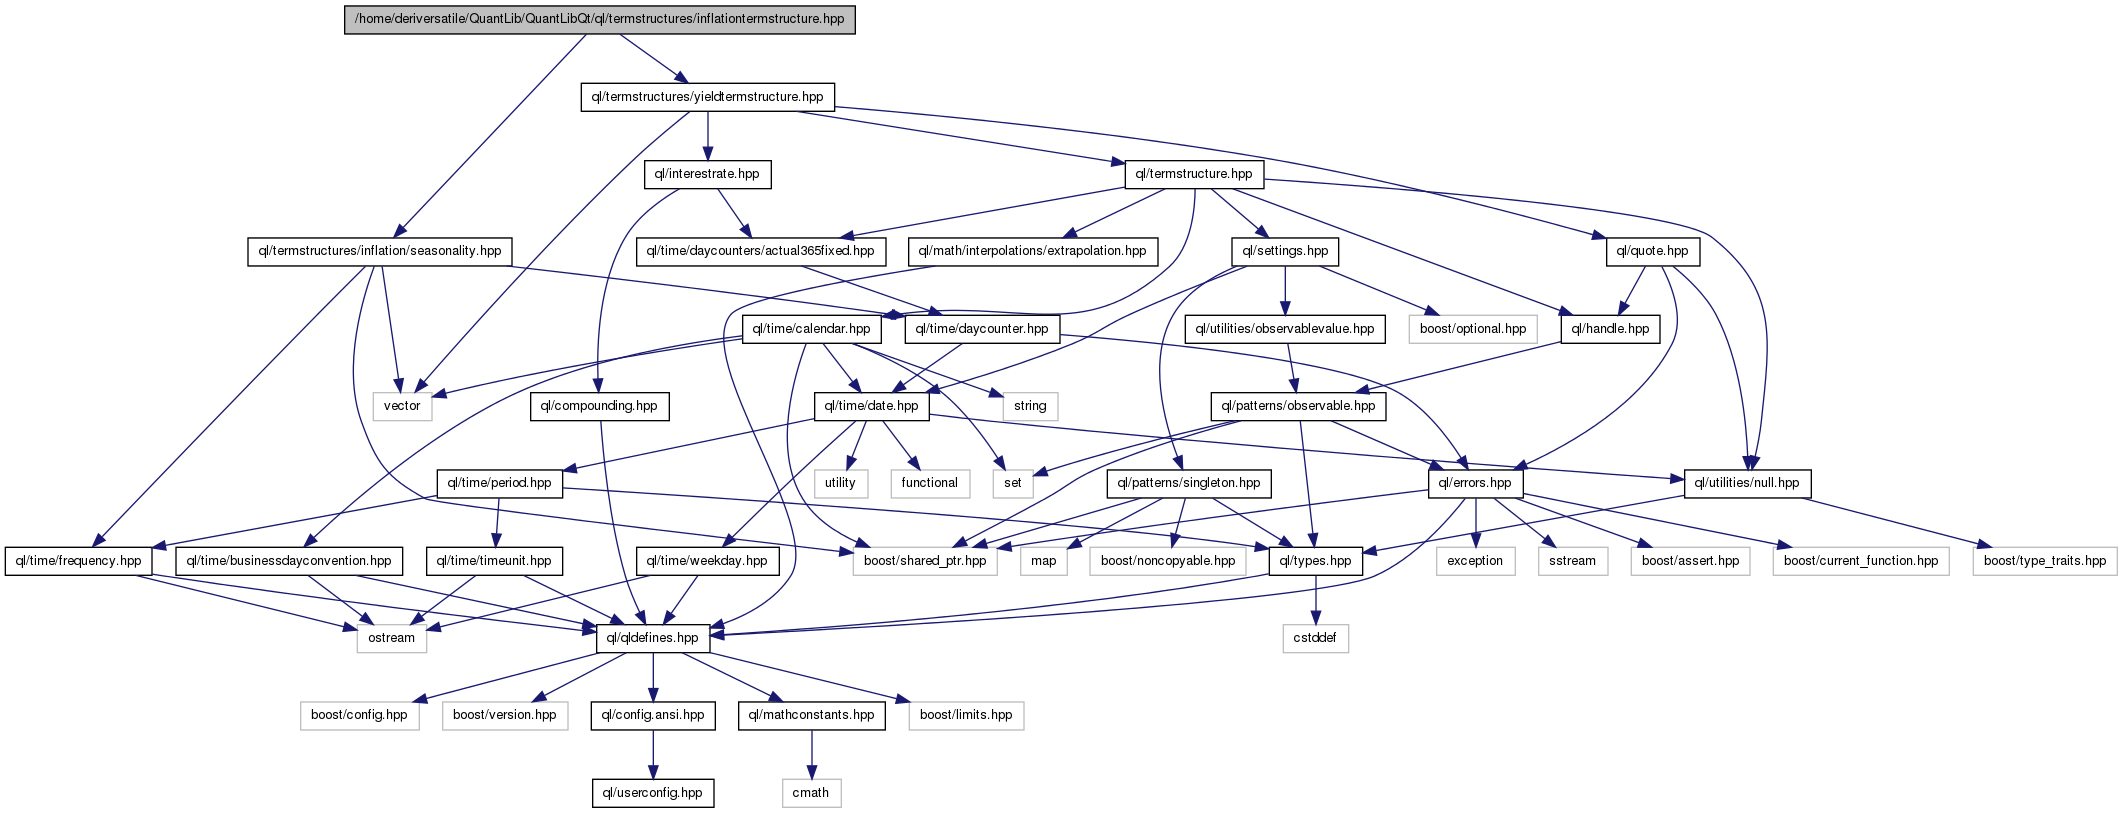 /home/deriversatile/QuantLib/QuantLibQt/ql/termstructures/inflationtermstructure.hpp
ql/termstructures/yieldtermstructure.hpp
ql/interestrate.hpp
ql/termstructure.hpp
ql/termstructures/inflation/seasonality.hpp
ql/time/daycounters/actual365fixed.hpp
ql/math/interpolations/extrapolation.hpp
ql/settings.hpp
ql/quote.hpp
ql/time/calendar.hpp
ql/time/daycounter.hpp
ql/utilities/observablevalue.hpp
boost/optional.hpp
ql/handle.hpp
vector
ql/compounding.hpp
ql/time/date.hpp
string
ql/patterns/observable.hpp
ql/time/period.hpp
utility
functional
set
ql/patterns/singleton.hpp
ql/errors.hpp
ql/utilities/null.hpp
ql/time/frequency.hpp
ql/time/businessdayconvention.hpp
ql/time/timeunit.hpp
ql/time/weekday.hpp
boost/shared_ptr.hpp
map
boost/noncopyable.hpp
ql/types.hpp
exception
sstream
boost/assert.hpp
boost/current_function.hpp
boost/type_traits.hpp
ostream
ql/qldefines.hpp
cstddef
boost/config.hpp
boost/version.hpp
ql/config.ansi.hpp
ql/mathconstants.hpp
boost/limits.hpp
ql/userconfig.hpp
cmath